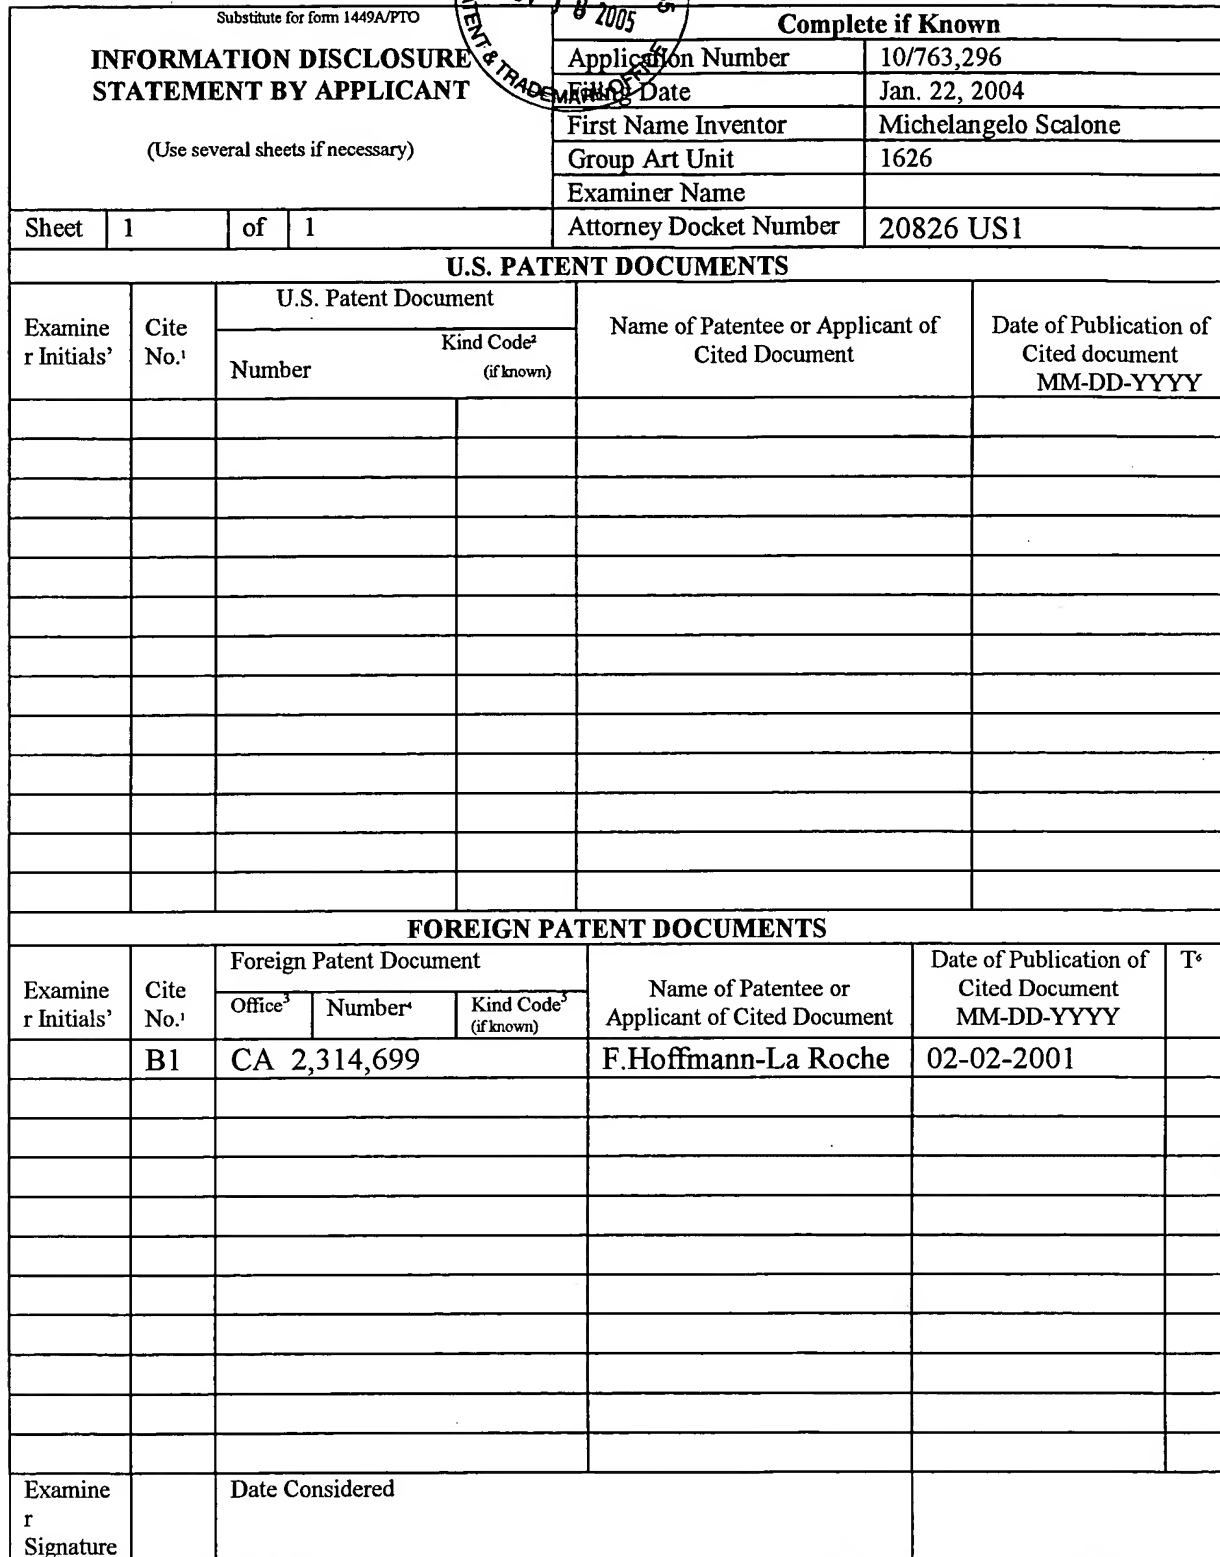 Substitute for form 1449A/PTO
INFORMATION DISCLOSURE
STATEMENT BY APPLICANT
(Use several sheets if necessary)
8 2005
ENT & TRADEMARK OFFICE
Complete if Known
Application Number 10/763,296
Filing Date Jan. 22, 2004
First Name Inventor Michelangelo Scalone
Group Art Unit 1626
Examiner Name
Sheet 1 of 1
Attorney Docket Number 20826 US1
U.S. PATENT DOCUMENTS
Examine
r Initials’
Cite
No.¹
U.S. Patent Document
Number
Kind Code²
(if known)
Name of Patentee or Applicant of
Cited Document
Date of Publication of
Cited document
MM-DD-YYYY
FOREIGN PATENT DOCUMENTS
Examine
r Initials’
Cite
No.¹
Foreign Patent Document
Office³
Number⁴
Kind Code⁵
(if known)
Name of Patentee or
Applicant of Cited Document
Date of Publication of
Cited Document
MM-DD-YYYY
T⁶
B1 CA 2,314,699 F.Hoffmann-La Roche 02-02-2001
Examine
r
Signature
Date Considered